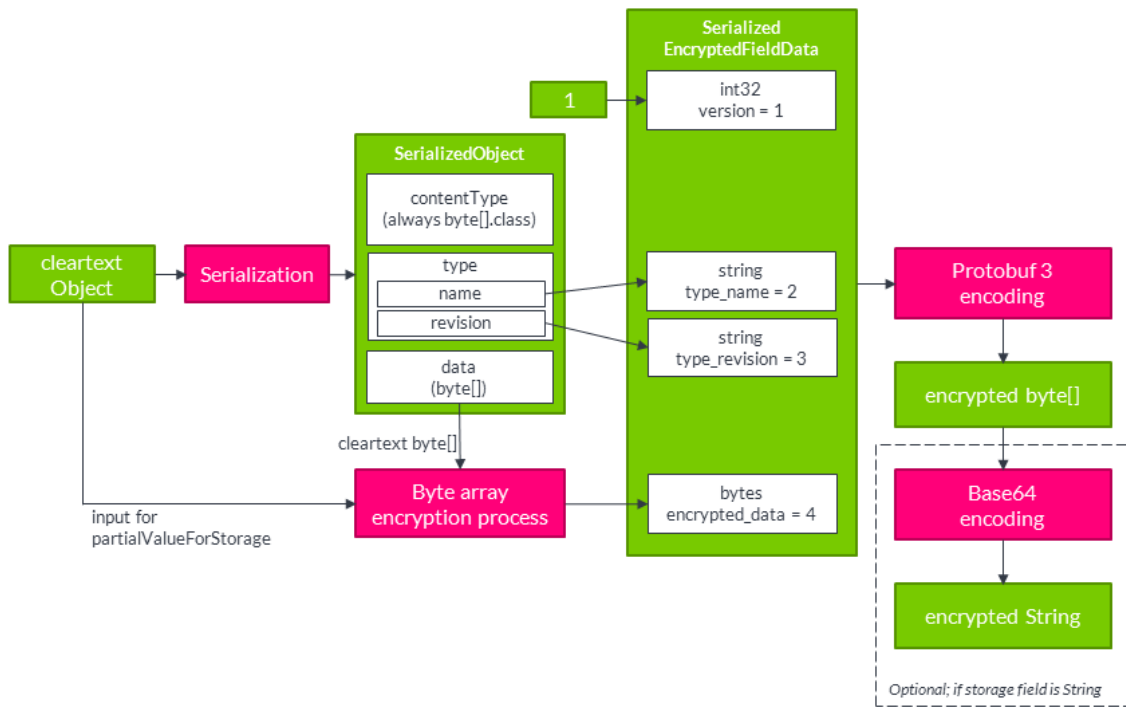 Serialized
EncryptedFieldData
1
int32
version = 1
SerializedObject
contentType
(always byte[].class)
cleartext
Object
Serialization
type
name
revision
string
type_name = 2
string
type_revision = 3
Protobuf 3
encoding
data
(byte[])
encrypted byte[]
cleartext byte[]
Byte array
encryption process
bytes
encrypted_data = 4
Base64
encoding
input for
partialValueForStorage
encrypted String
Optional; if storage field is String